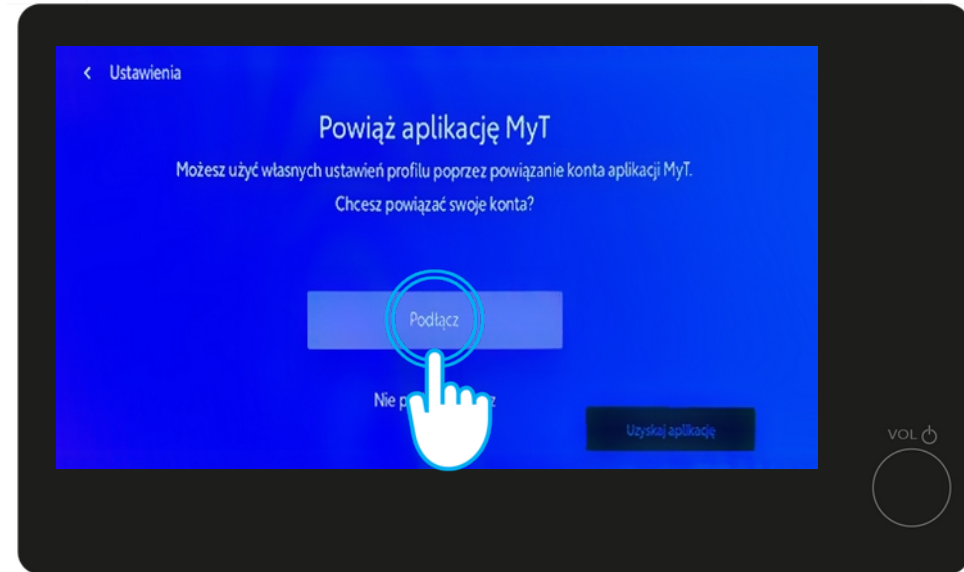 Ustawienia
Powiąż aplikację MyT
Możesz użyć własnych ustawień profilu poprzez powiązanie konta aplikacji MyT.
Chcesz powiązać swoje konta?
Podłącz
Nie
Uzyskaj aplikację
VOL